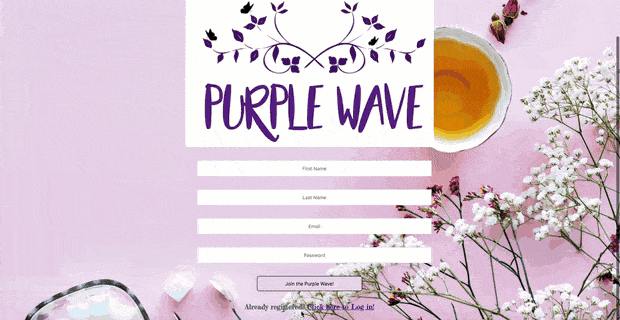 PURPLE WAVE
First Name
Last Name
Email
Password
Join the Purple Wave!
Already registered? Click here to Log in!